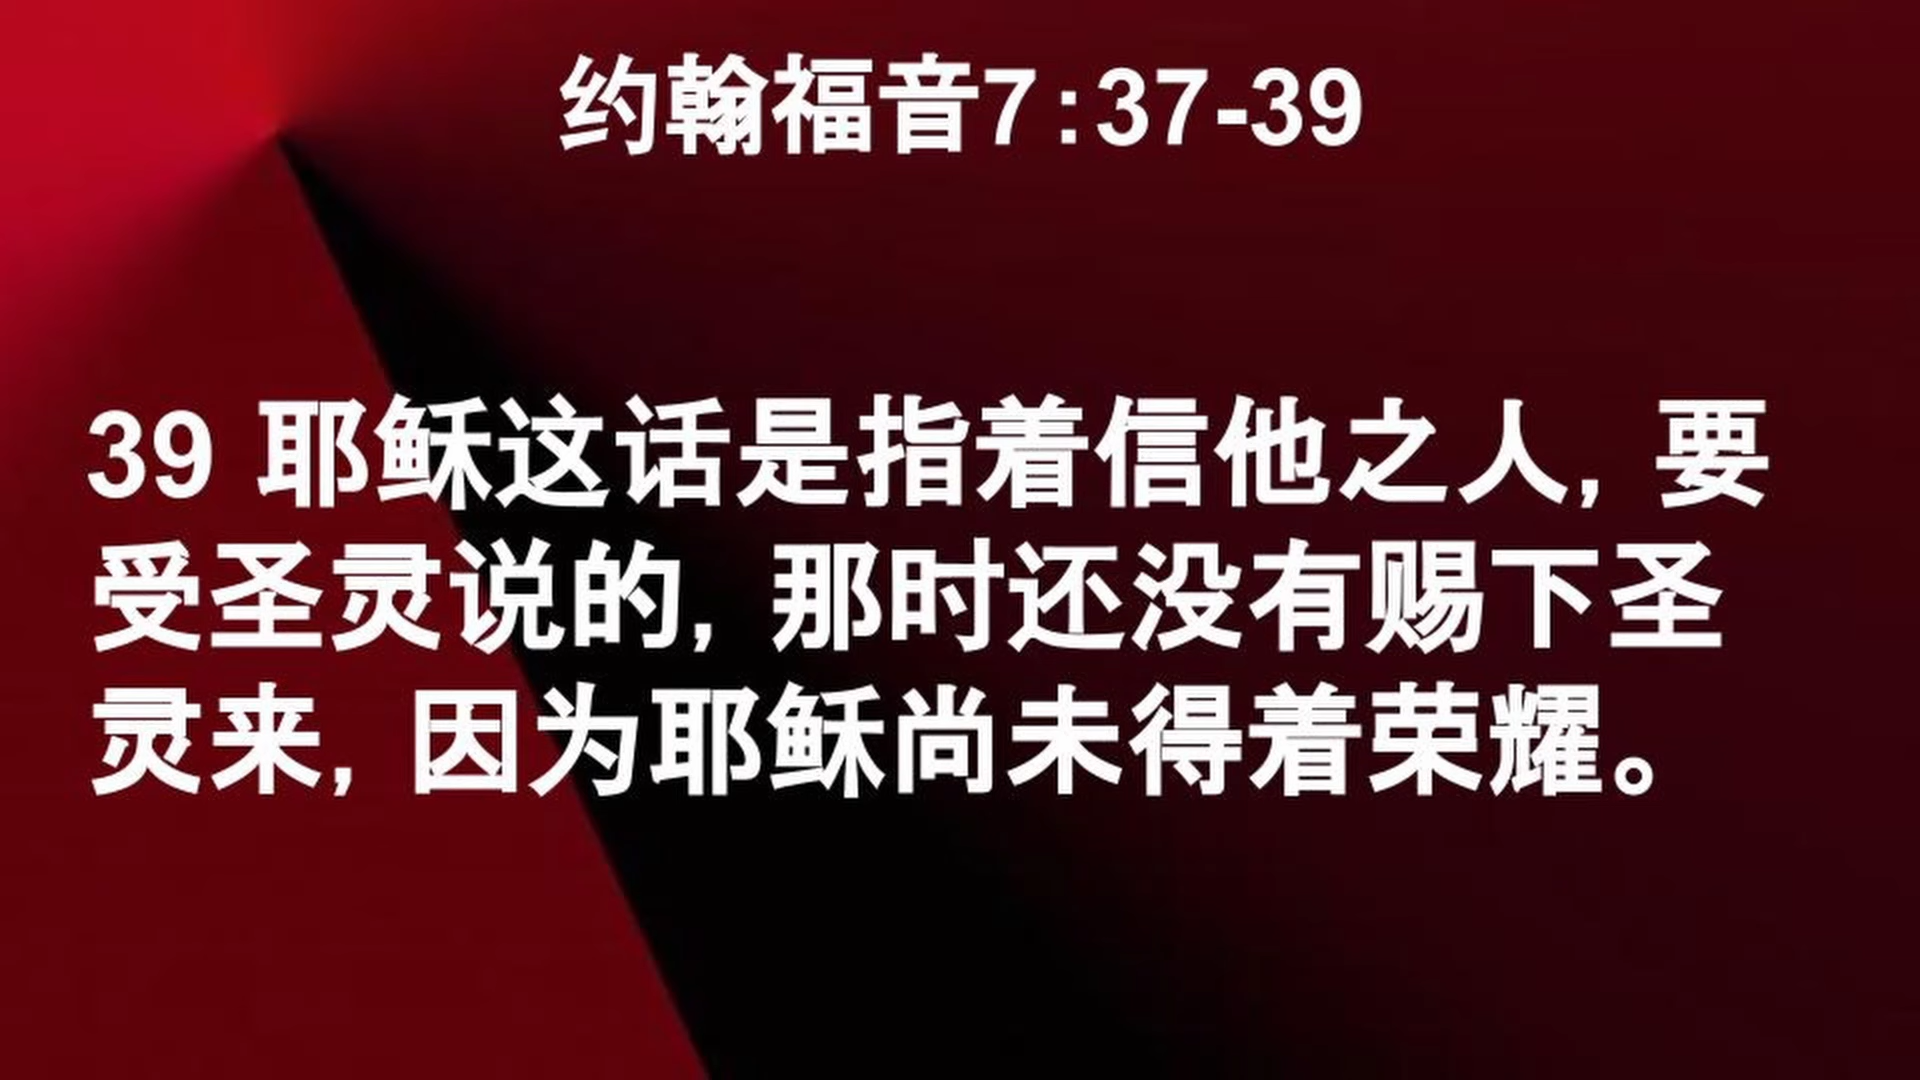 约翰福音7:37-39
39 耶稣这话是指着信他之人, 要
受圣灵说的, 那时还没有赐下圣
灵来, 因为耶稣尚未得着荣耀。